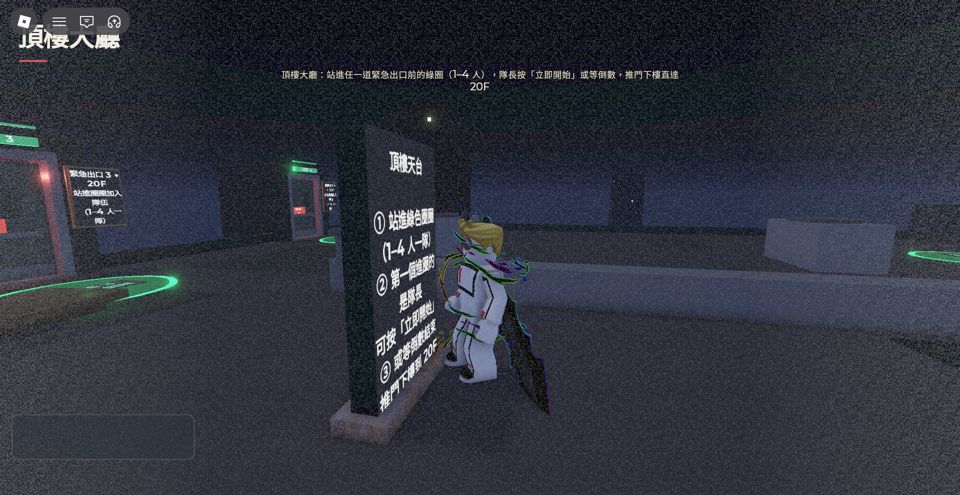 頂樓大廳
頂樓大廳：站進任一道緊急出口前的綠圈（1–4 人），隊長按「立即開始」或等倒數，推門下樓直達
20F
3
緊急出口 3 ▼
20F
站進圈圈加入
隊伍
（1–4 人一
隊）
頂樓天台
① 站進綠色圈圈
（1–4 人一隊）
② 第一個進圈的
是隊長
可按「立即開始」
③ 或等倒數結束
推門下樓到 20F